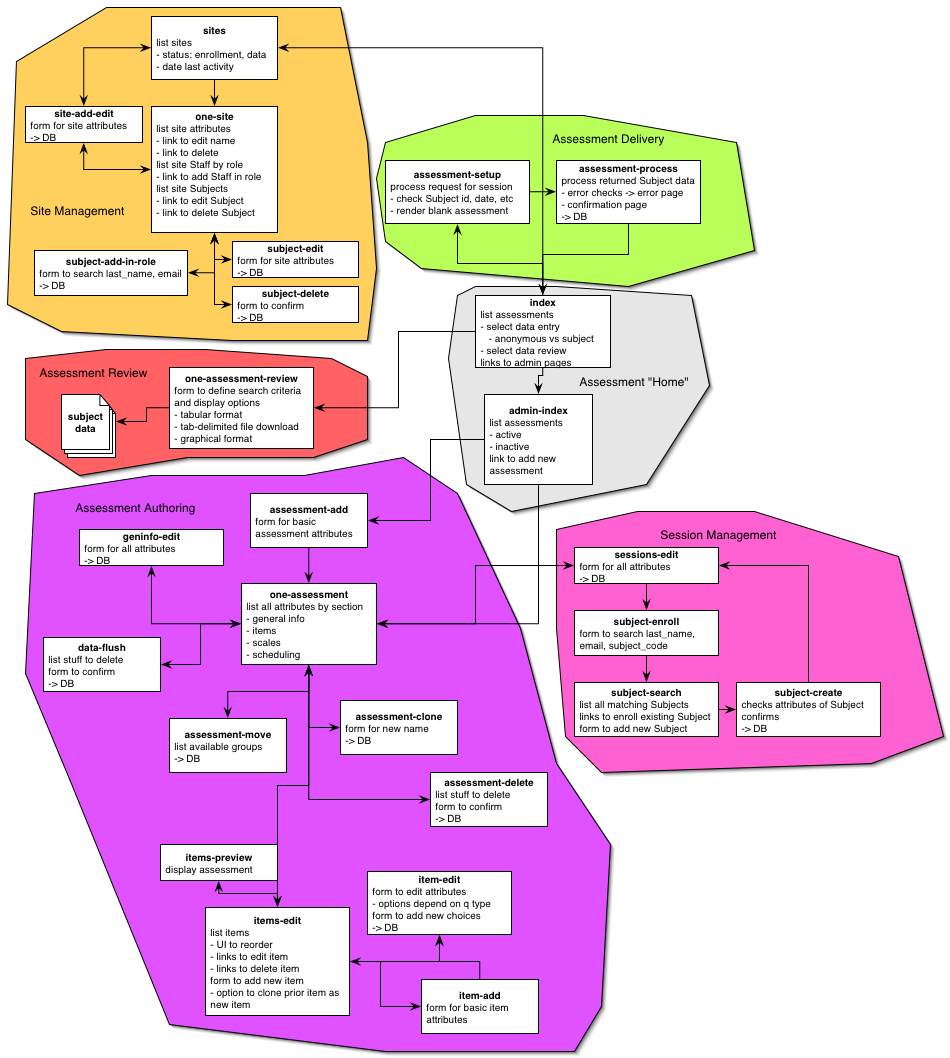 sites
list sites
- status: enrollment, data
- date last activity
site-add-edit
form for site attributes
-> DB
one-site
list site attributes
- link to edit name
- link to delete
list site Staff by role
- link to add Staff in role
list site Subjects
- link to edit Subject
- link to delete Subject
Site Management
subject-add-in-role
form to search last_name, email
-> DB
subject-edit
form for site attributes
-> DB
subject-delete
form to confirm
-> DB
Assessment Delivery
assessment-setup
process request for session
- check Subject id, date, etc
- render blank assessment
assessment-process
process returned Subject data
- error checks -> error page
- confirmation page
-> DB
index
list assessments
- select data entry
- anonymous vs subject
- select data review
links to admin pages
Assessment "Home"
admin-index
list assessments
- active
- inactive
link to add new
assessment
Assessment Review
one-assessment-review
form to define search criteria
and display options
- tabular format
- tab-delimited file download
- graphical format
subject
data
Assessment Authoring
assessment-add
form for basic
assessment attributes
geninfo-edit
form for all attributes
-> DB
one-assessment
list all attributes by section
- general info
- items
- scales
- scheduling
data-flush
list stuff to delete
form to confirm
-> DB
assessment-move
list available groups
-> DB
assessment-clone
form for new name
-> DB
assessment-delete
list stuff to delete
form to confirm
-> DB
items-preview
display assessment
items-edit
list items
- UI to reorder
- links to edit item
- links to delete item
form to add new item
- option to clone prior item as
new item
item-edit
form to edit attributes
- options depend on q type
form to add new choices
-> DB
item-add
form for basic item
attributes
Session Management
sessions-edit
form for all attributes
-> DB
subject-enroll
form to search last_name,
email, subject_code
subject-search
list all matching Subjects
links to enroll existing Subject
form to add new Subject
subject-create
checks attributes of Subject
confirms
-> DB